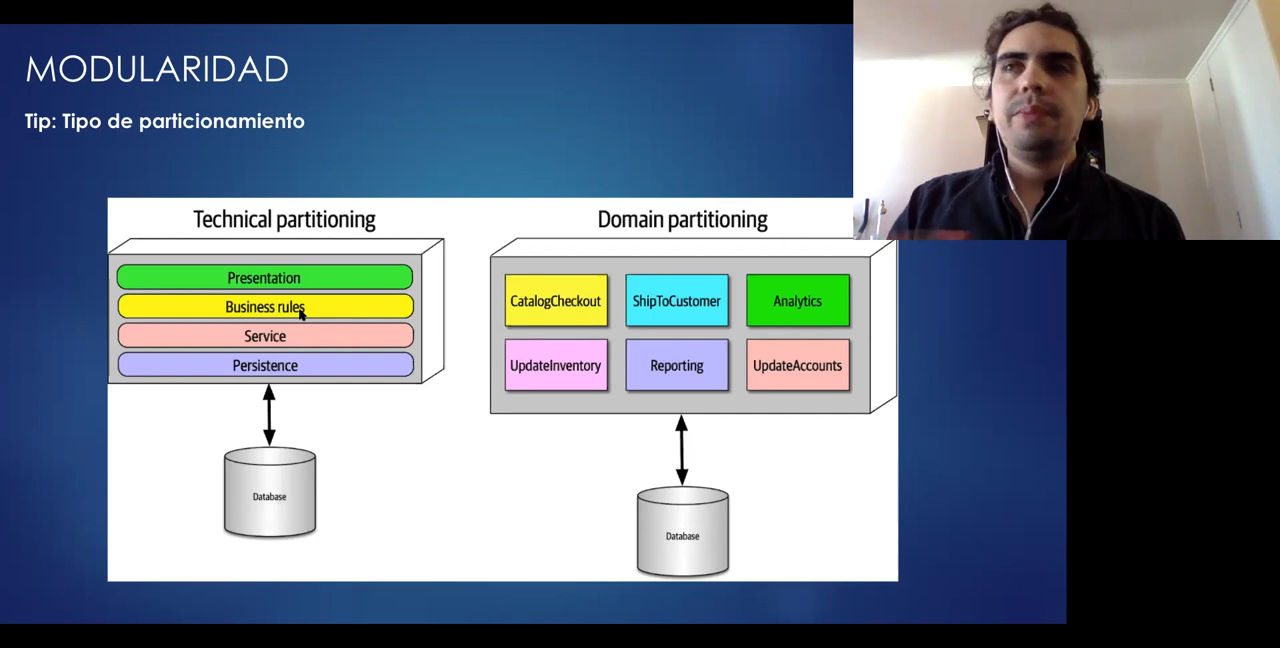 MODULARIDAD
Tip: Tipo de particionamiento
Technical partitioning
Presentation
Business rules
Service
Persistence
Database
Domain partitioning
CatalogCheckout
ShipToCustomer
Analytics
UpdateInventory
Reporting
UpdateAccounts
Database